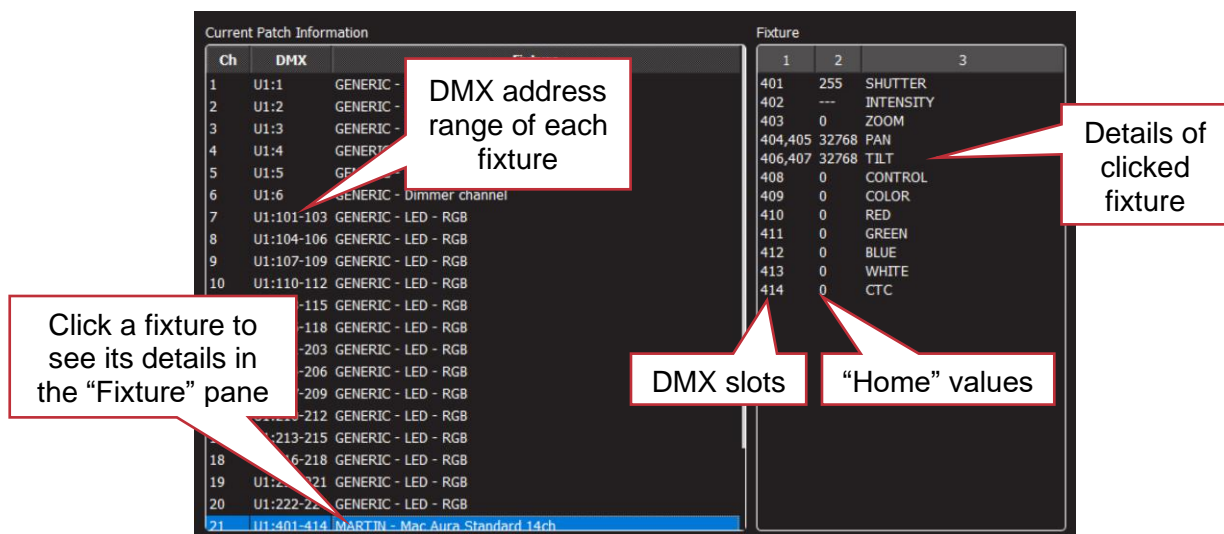 Current Patch Information
Ch DMX
1 U1:1 GENERIC -
2 U1:2 GENERIC -
3 U1:3 GENERIC -
4 U1:4
5 U1:5
6 U1:6 GENERIC - Dimmer channel
7 U1:101-103 GENERIC - LED - RGB
8 U1:104-106 GENERIC - LED - RGB
9 U1:107-109 GENERIC - LED - RGB
10 U1:110-112 GENERIC - LED - RGB
-115 GENERIC - LED - RGB
-118 GENERIC - LED - RGB
-203 GENERIC - LED - RGB
-206 GENERIC - LED - RGB
-209 GENERIC - LED - RGB
-212 GENERIC - LED - RGB
:213-215 GENERIC - LED - RGB
18 16-218 GENERIC - LED - RGB
19 221 GENERIC - LED - RGB
20 U1:222-22 GENERIC - LED - RGB
21 U1:401-414 MARTIN - Mac Aura Standard 14ch
DMX address
range of each
fixture
Click a fixture to
see its details in
the “Fixture” pane
Fixture
1 2 3
401 255 SHUTTER
402 --- INTENSITY
403 0 ZOOM
404,405 32768 PAN
406,407 32768 TILT
408 0 CONTROL
409 0 COLOR
410 0 RED
411 0 GREEN
412 0 BLUE
413 0 WHITE
414 0 CTC
Details of
clicked
fixture
DMX slots
“Home” values